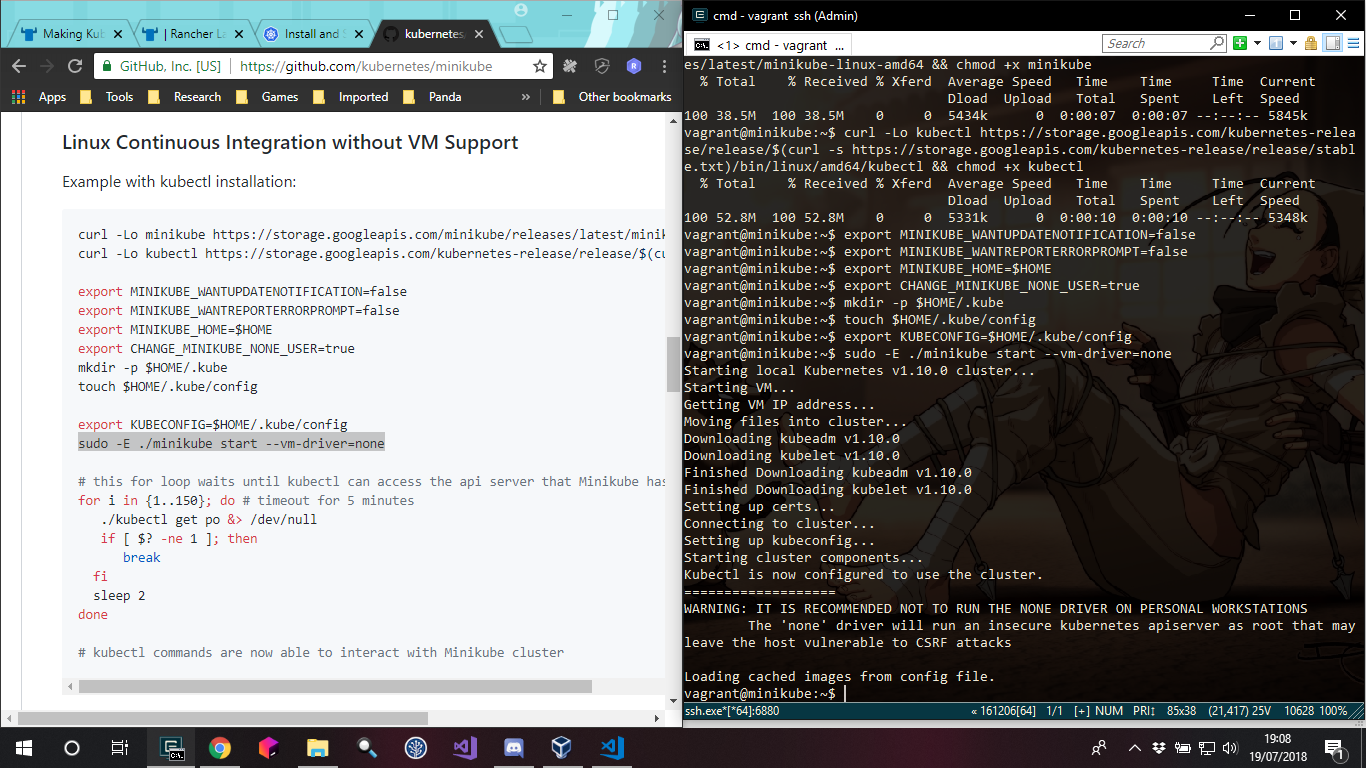 Making Kub
| Rancher La
Install and S
kubernetes/
GitHub, Inc. [US] | https://github.com/kubernetes/minikube
Apps Tools Research Games Imported Panda » Other bookmarks
Linux Continuous Integration without VM Support
Example with kubectl installation:
curl -Lo minikube https://storage.googleapis.com/minikube/releases/latest/minik
curl -Lo kubectl https://storage.googleapis.com/kubernetes-release/release/$(cu
export MINIKUBE_WANTUPDATENOTIFICATION=false
export MINIKUBE_WANTREPORTERRORPROMPT=false
export MINIKUBE_HOME=$HOME
export CHANGE_MINIKUBE_NONE_USER=true
mkdir -p $HOME/.kube
touch $HOME/.kube/config
export KUBECONFIG=$HOME/.kube/config
sudo -E ./minikube start --vm-driver=none
# this for loop waits until kubectl can access the api server that Minikube has
for i in {1..150}; do # timeout for 5 minutes
./kubectl get po &> /dev/null
if [ $? -ne 1 ]; then
break
fi
sleep 2
done
# kubectl commands are now able to interact with Minikube cluster
cmd - vagrant ssh (Admin)
<1> cmd - vagrant ...
Search
es/latest/minikube-linux-amd64 && chmod +x minikube
% Total % Received % Xferd Average Speed Time Time Time Current
Dload Upload Total Spent Left Speed
100 38.5M 100 38.5M 0 0 5434k 0 0:00:07 0:00:07 --:--:-- 5845k
vagrant@minikube:~$ curl -Lo kubectl https://storage.googleapis.com/kubernetes-relea
se/release/$(curl -s https://storage.googleapis.com/kubernetes-release/release/stabl
e.txt)/bin/linux/amd64/kubectl && chmod +x kubectl
% Total % Received % Xferd Average Speed Time Time Time Current
Dload Upload Total Spent Left Speed
100 52.8M 100 52.8M 0 0 5331k 0 0:00:10 0:00:10 --:--:-- 5348k
vagrant@minikube:~$ export MINIKUBE_WANTUPDATENOTIFICATION=false
vagrant@minikube:~$ export MINIKUBE_WANTREPORTERRORPROMPT=false
vagrant@minikube:~$ export MINIKUBE_HOME=$HOME
vagrant@minikube:~$ export CHANGE_MINIKUBE_NONE_USER=true
vagrant@minikube:~$ mkdir -p $HOME/.kube
vagrant@minikube:~$ touch $HOME/.kube/config
vagrant@minikube:~$ export KUBECONFIG=$HOME/.kube/config
vagrant@minikube:~$ sudo -E ./minikube start --vm-driver=none
Starting local Kubernetes v1.10.0 cluster...
Starting VM...
Getting VM IP address...
Moving files into cluster...
Downloading kubeadm v1.10.0
Downloading kubelet v1.10.0
Finished Downloading kubeadm v1.10.0
Finished Downloading kubelet v1.10.0
Setting up certs...
Connecting to cluster...
Setting up kubeconfig...
Starting cluster components...
Kubectl is now configured to use the cluster.
===================
WARNING: IT IS RECOMMENDED NOT TO RUN THE NONE DRIVER ON PERSONAL WORKSTATIONS
The 'none' driver will run an insecure kubernetes apiserver as root that may
leave the host vulnerable to CSRF attacks
Loading cached images from config file.
vagrant@minikube:~$
ssh.exe*[*64]:6880 « 161206[64] 1/1 [+] NUM PRI↕ 85x38 (21,417) 25V 10628 100%
19:08
19/07/2018
1